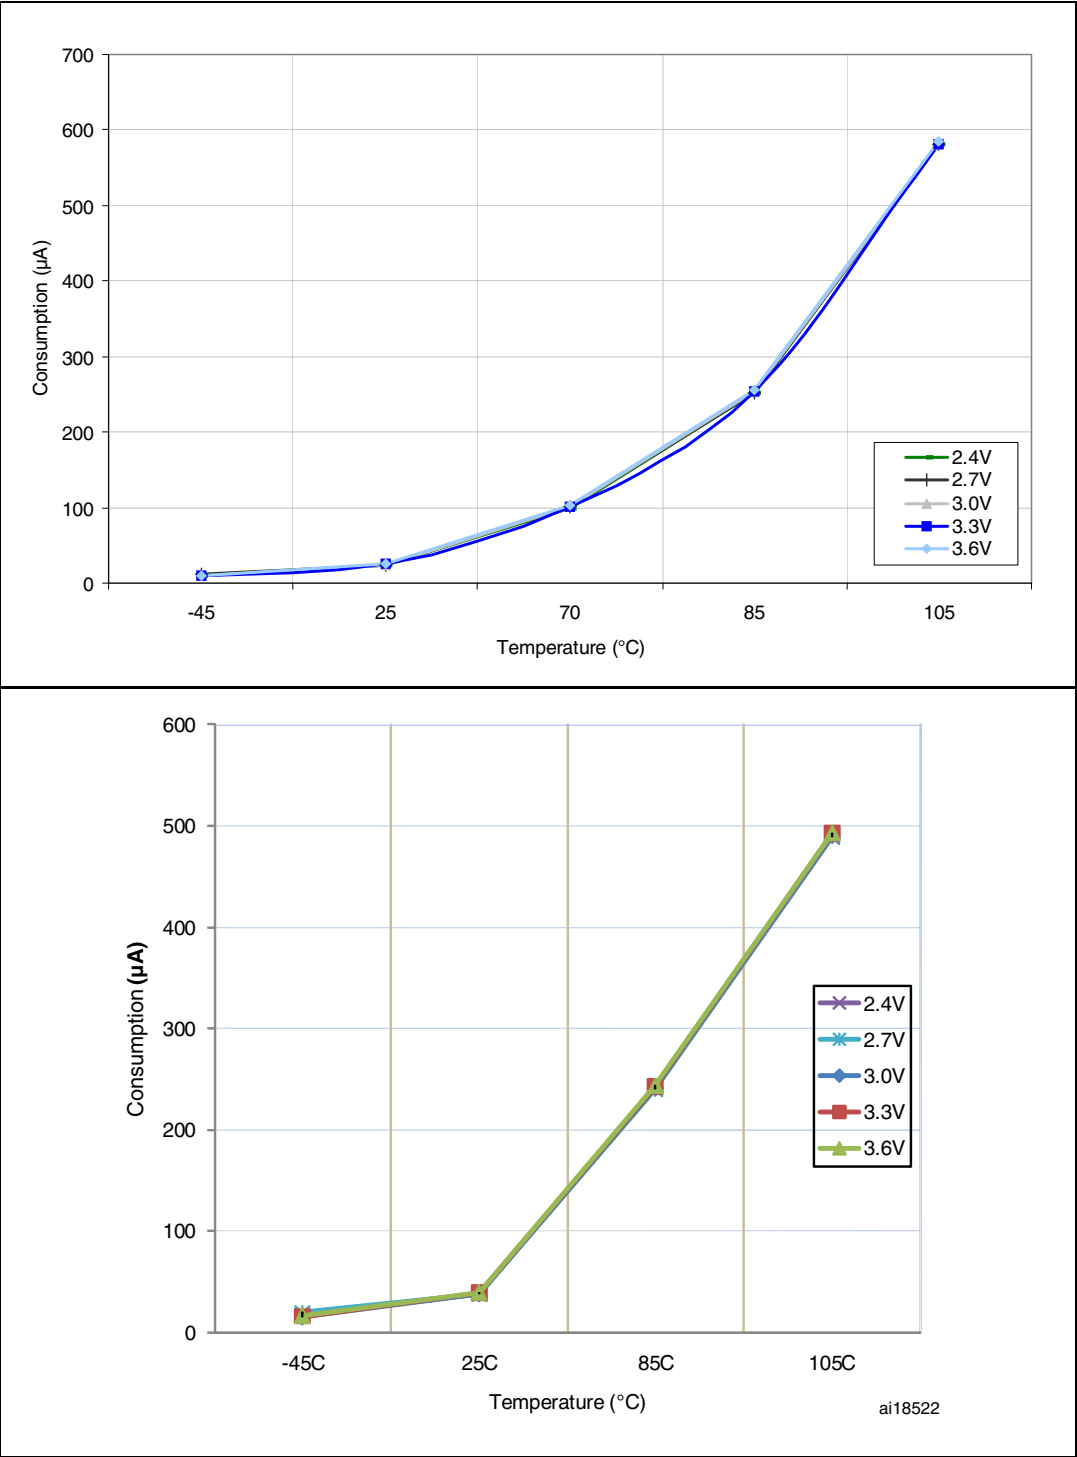 700
600
500
400
300
200
100
0
Consumption (µA)
-45 25 70 85 105
Temperature (°C)
2.4V
2.7V
3.0V
3.3V
3.6V
600
500
400
300
200
100
0
Consumption (µA)
-45C 25C 85C 105C
Temperature (°C)
2.4V
2.7V
3.0V
3.3V
3.6V
ai18522